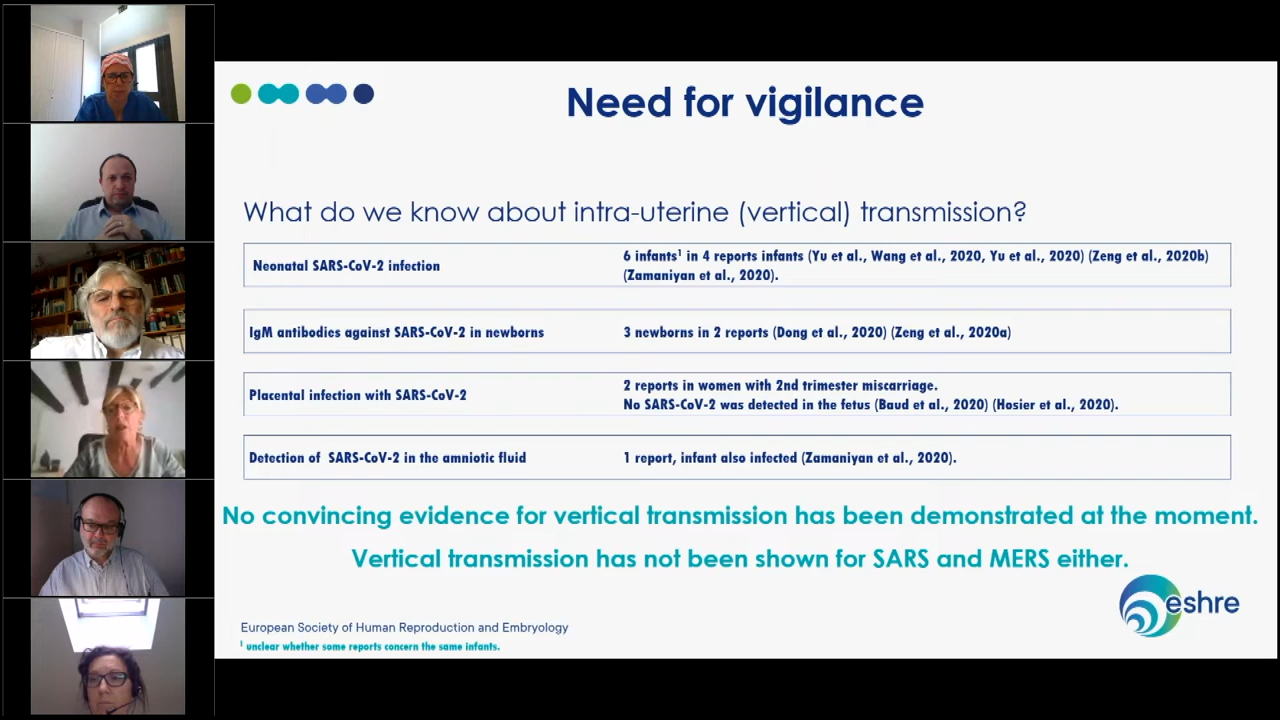 Need for vigilance
What do we know about intra-uterine (vertical) transmission?
Neonatal SARS-CoV-2 infection
6 infants¹ in 4 reports infants (Yu et al., Wang et al., 2020, Yu et al., 2020) (Zeng et al., 2020b)
(Zamaniyan et al., 2020).
IgM antibodies against SARS-CoV-2 in newborns
3 newborns in 2 reports (Dong et al., 2020) (Zeng et al., 2020a)
Placental infection with SARS-CoV-2
2 reports in women with 2nd trimester miscarriage.
No SARS-CoV-2 was detected in the fetus (Baud et al., 2020) (Hosier et al., 2020).
Detection of SARS-CoV-2 in the amniotic fluid
1 report, infant also infected (Zamaniyan et al., 2020).
No convincing evidence for vertical transmission has been demonstrated at the moment.
Vertical transmission has not been shown for SARS and MERS either.
eshre
European Society of Human Reproduction and Embryology
¹ unclear whether some reports concern the same infants.